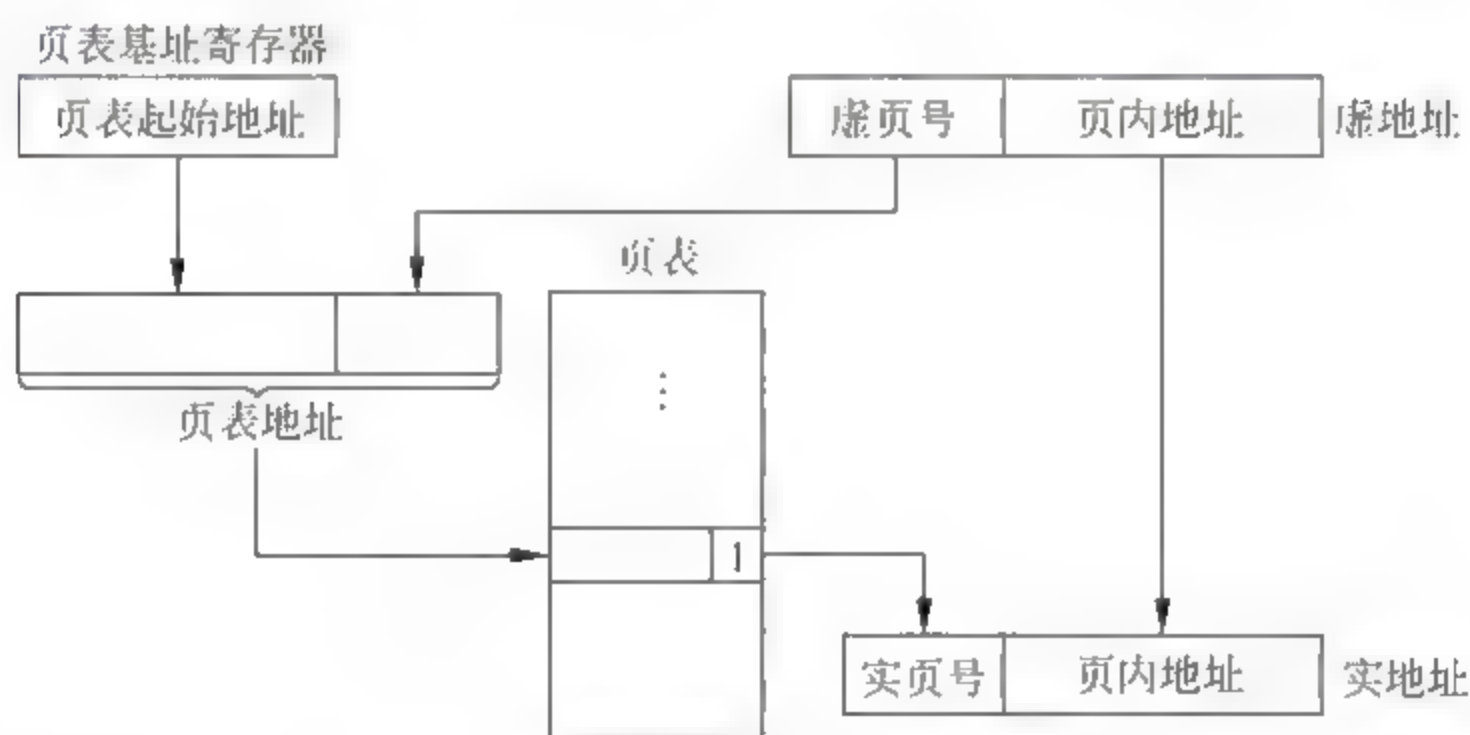 页表基址寄存器
页表起始地址
虚页号 页内地址 虚地址
页表
⋮
页表地址
1
实页号 页内地址 实地址